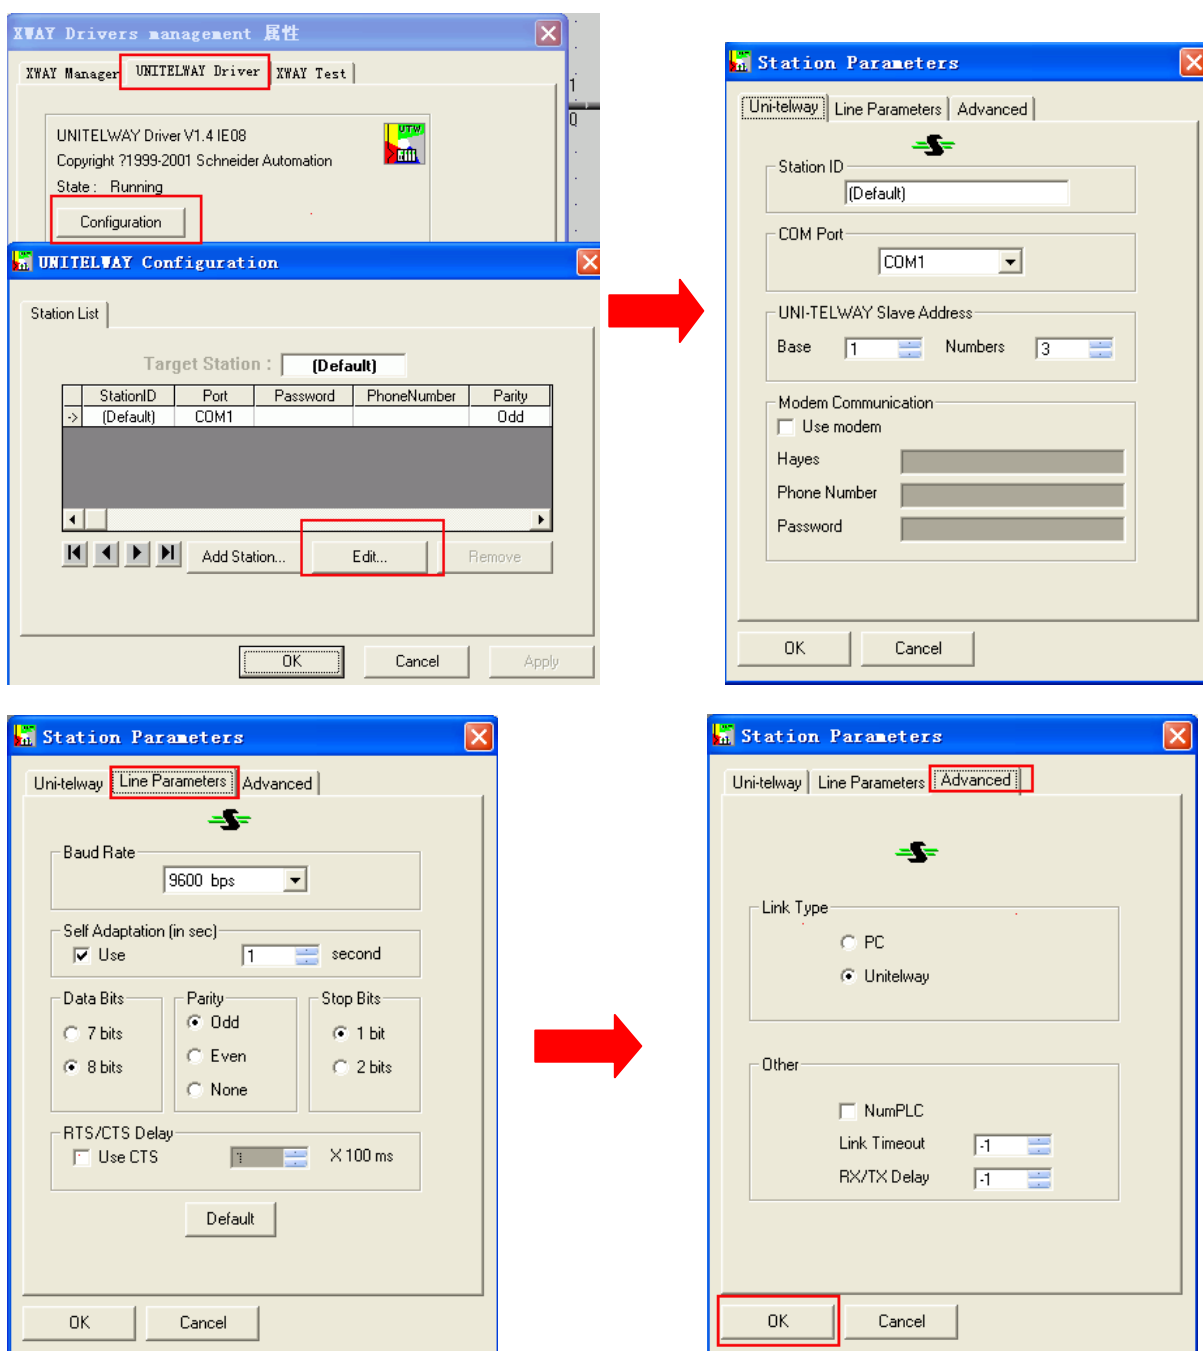 XWAY Drivers management 属性
XWAY Manager UNITELWAY Driver XWAY Test
UNITELWAY Driver V1.4 IE08
Copyright ?1999-2001 Schneider Automation
State : Running
Configuration
UNITELWAY Configuration
Station List
Target Station : (Default)
StationID Port Password PhoneNumber Parity
-> (Default) COM1 Odd
Add Station... Edit... Remove
OK Cancel Apply
Station Parameters
Uni-telway Line Parameters Advanced
Station ID
(Default)
COM Port
COM1
UNI-TELWAY Slave Address
Base 1 Numbers 3
Modem Communication
Use modem
Hayes
Phone Number
Password
OK Cancel
Station Parameters
Uni-telway Line Parameters Advanced
Baud Rate
9600 bps
Self Adaptation (in sec)
Use 1 second
Data Bits Parity Stop Bits
7 bits Odd 1 bit
8 bits Even 2 bits
None
RTS/CTS Delay
Use CTS 1 X 100 ms
Default
OK Cancel
Station Parameters
Uni-telway Line Parameters Advanced
Link Type
PC
Unitelway
Other
NumPLC
Link Timeout -1
RX/TX Delay -1
OK Cancel